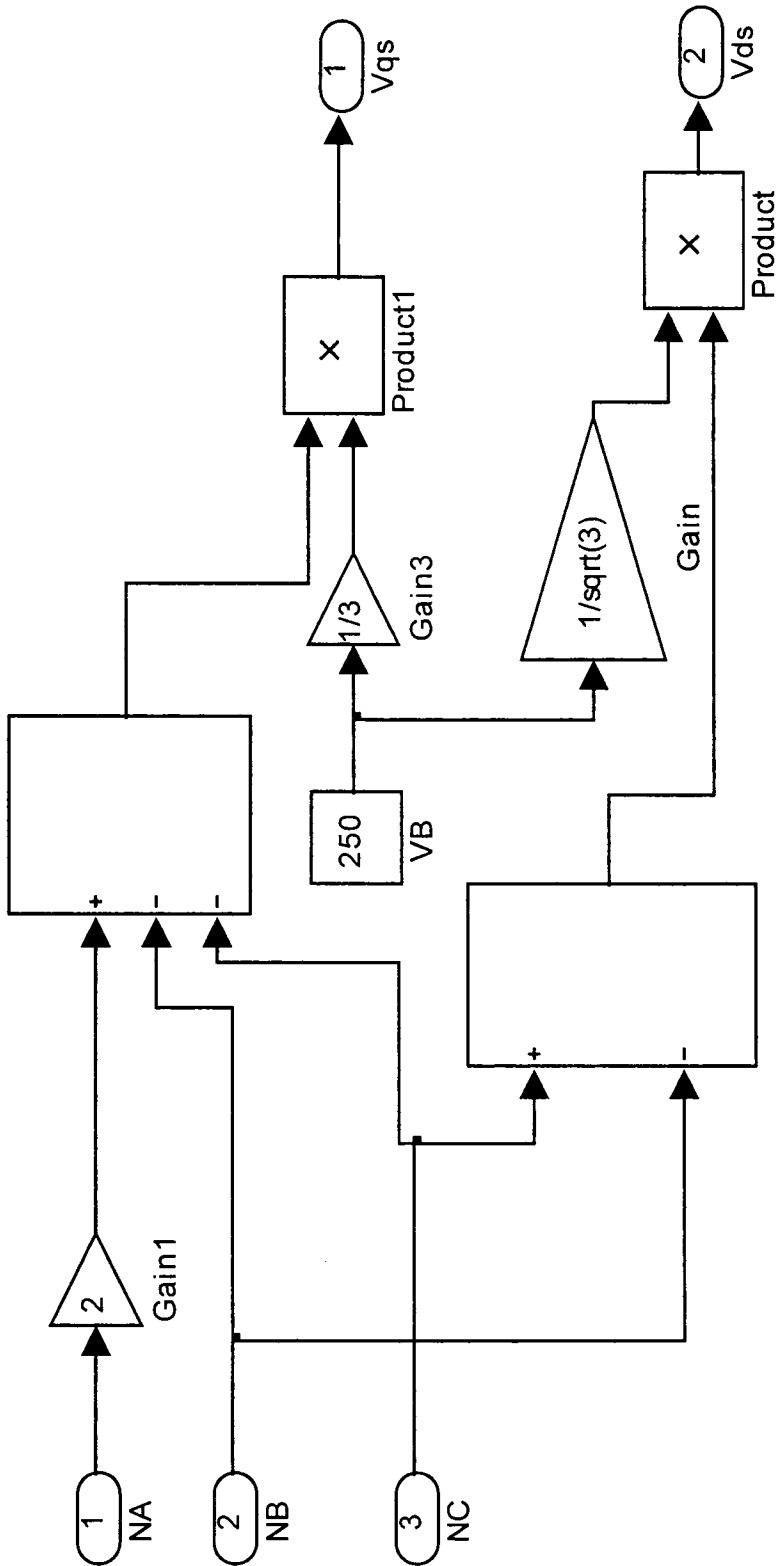 1
NA
2
NB
3
NC
2
Gain1
+
-
-
+
-
250
VB
1/3
Gain3
1/sqrt(3)
Gain
×
Product1
×
Product
1
Vqs
2
Vds